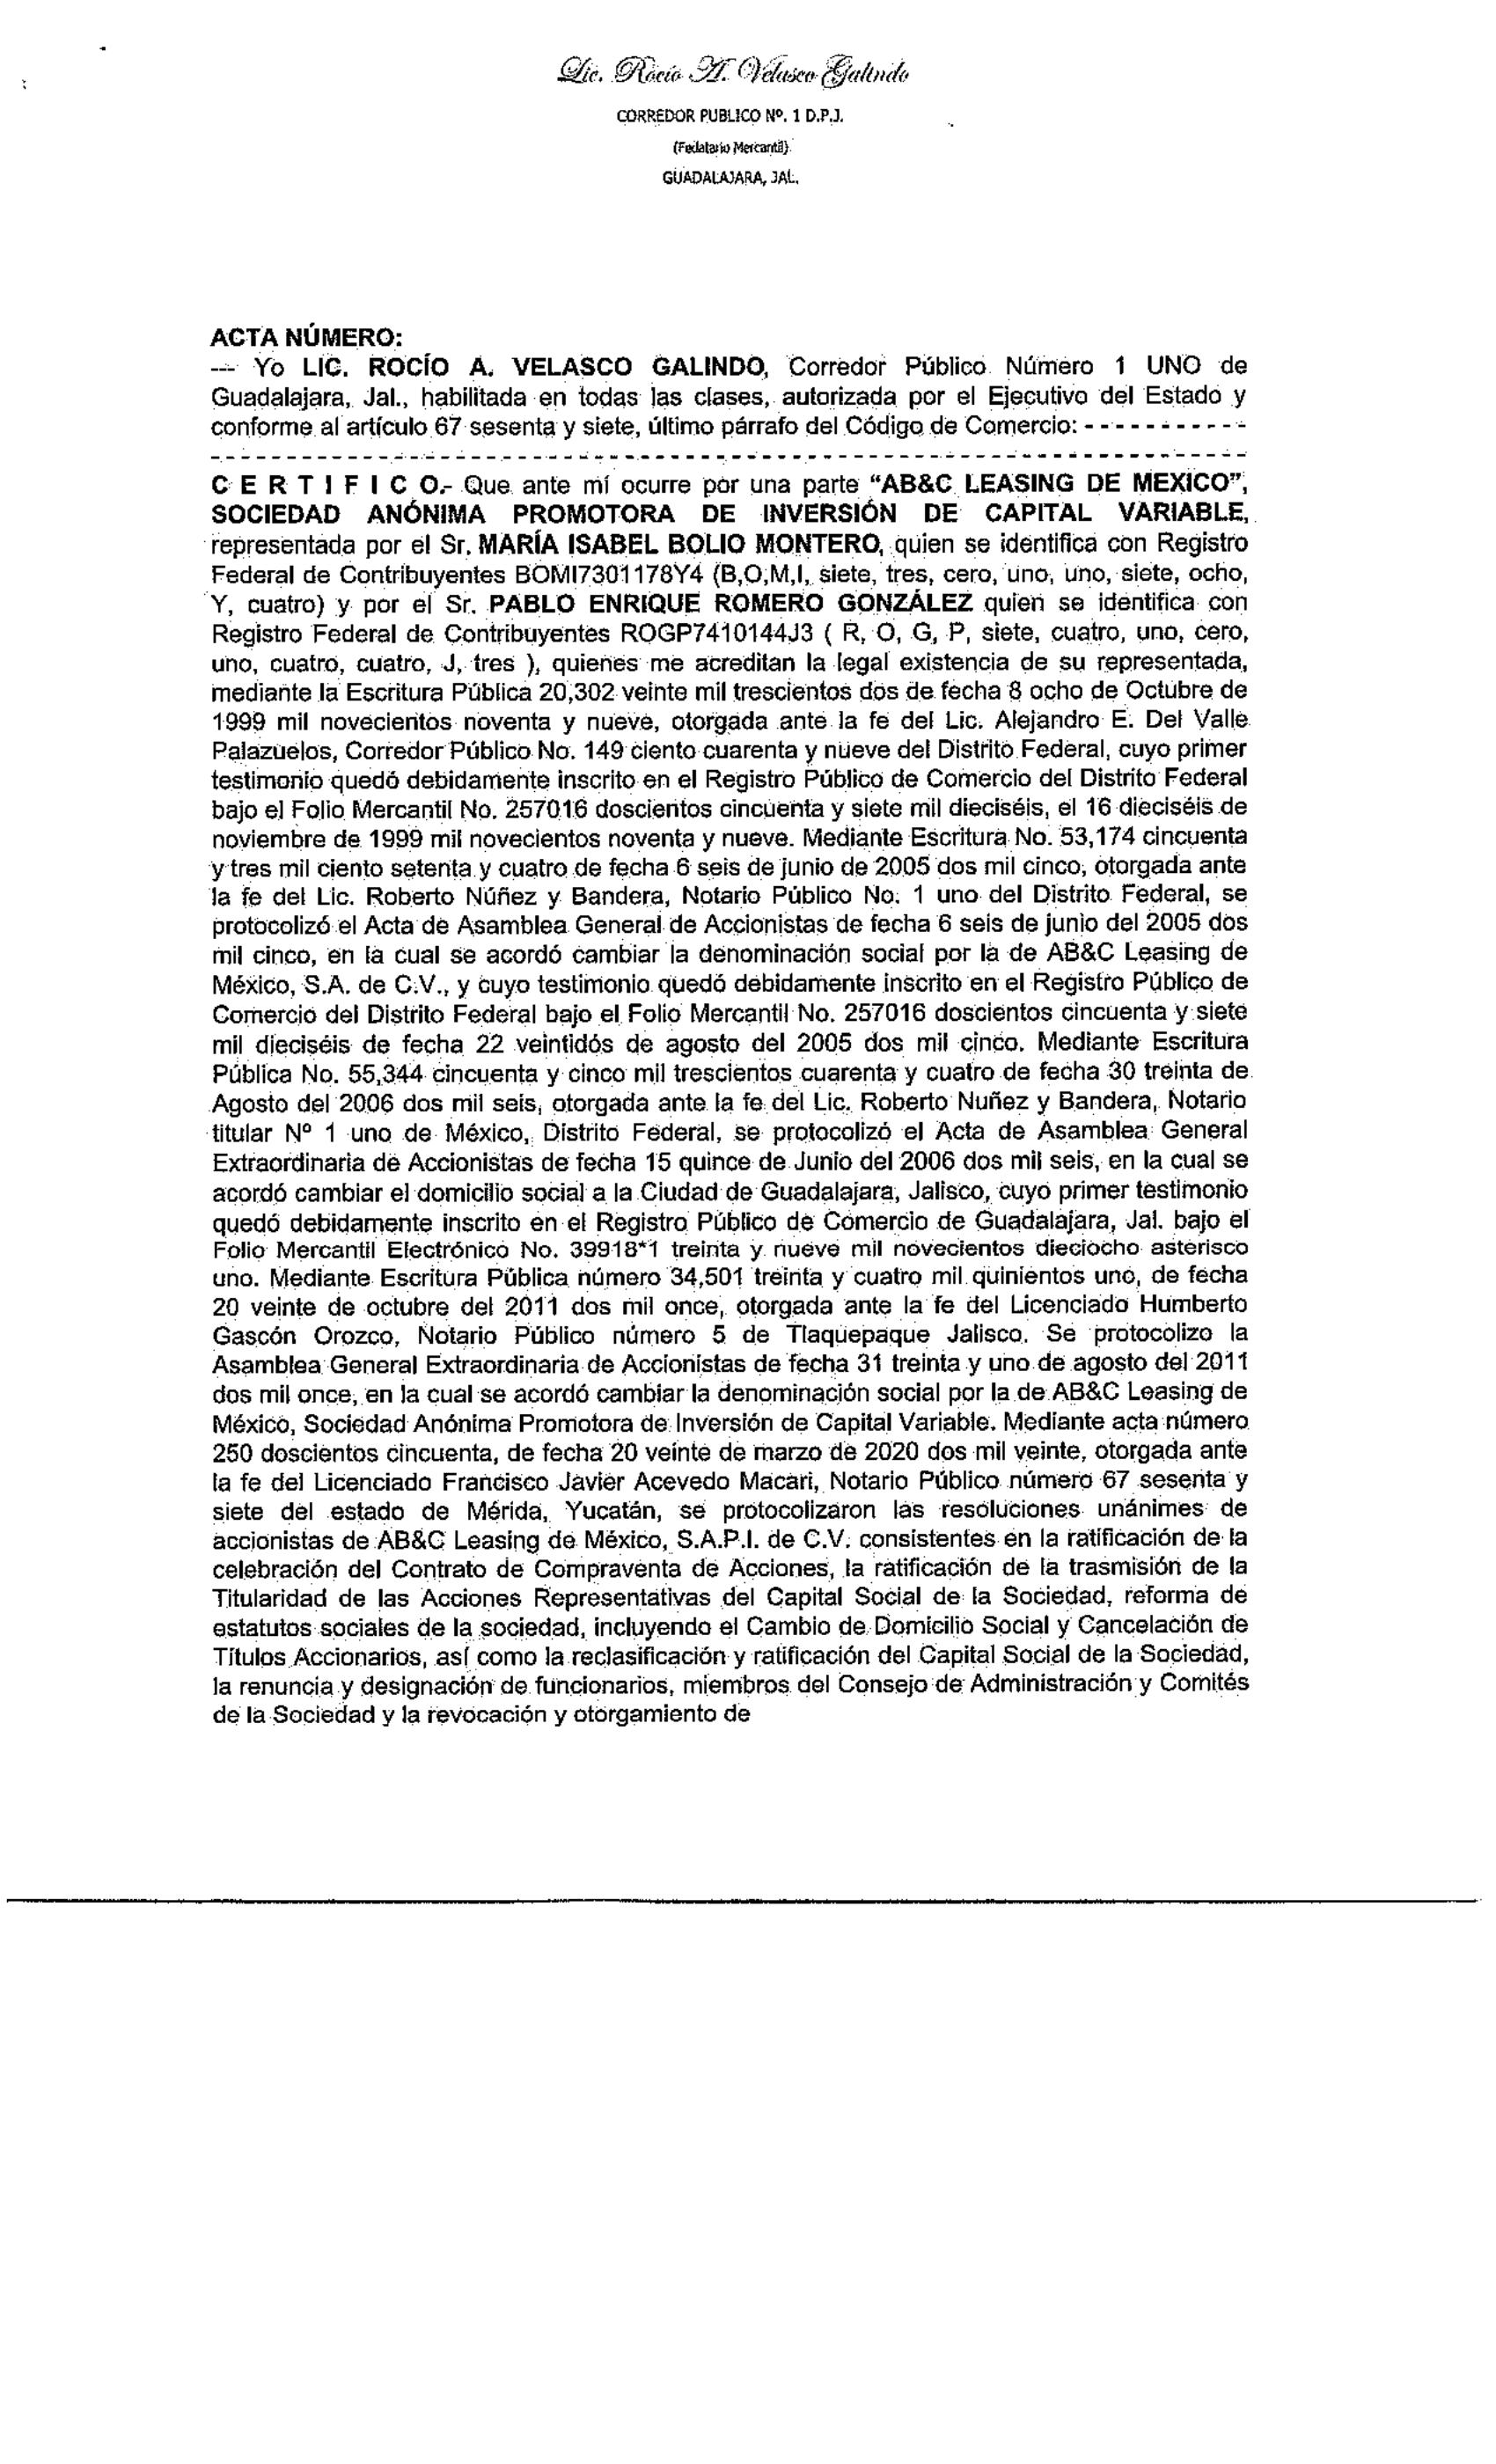 Lic. Rocío A. Velasco Galindo
CORREDOR PUBLICO Nº. 1 D.P.J.
(Fedatario Mercantil)
GUADALAJARA, JAL.
ACTA NÚMERO:
--- Yo LIC. ROCÍO A. VELASCO GALINDO, Corredor Público Número 1 UNO de
Guadalajara, Jal., habilitada en todas las clases, autorizada por el Ejecutivo del Estado y
conforme al artículo 67 sesenta y siete, último párrafo del Código de Comercio: - - - - - - - - - - -
- - - - - - - - - - - - - - - - - - - - - - - - - - - - - - - - - - - - - - - - - - - - - - - - - - - - - - - - - - - - - - - - - - - -
C E R T I F I C O.- Que ante mí ocurre por una parte “AB&C LEASING DE MEXICO”,
SOCIEDAD ANÓNIMA PROMOTORA DE INVERSIÓN DE CAPITAL VARIABLE,
representada por el Sr. MARÍA ISABEL BOLIO MONTERO, quien se identifica con Registro
Federal de Contribuyentes BOMI7301178Y4 (B,O,M,I, siete, tres, cero, uno, uno, siete, ocho,
Y, cuatro) y por el Sr. PABLO ENRIQUE ROMERO GONZÁLEZ quien se identifica con
Registro Federal de Contribuyentes ROGP7410144J3 ( R, O, G, P, siete, cuatro, uno, cero,
uno, cuatro, cuatro, J, tres ), quienes me acreditan la legal existencia de su representada,
mediante la Escritura Pública 20,302 veinte mil trescientos dos de fecha 8 ocho de Octubre de
1999 mil novecientos noventa y nueve, otorgada ante la fe del Lic. Alejandro E. Del Valle
Palazuelos, Corredor Público No. 149 ciento cuarenta y nueve del Distrito Federal, cuyo primer
testimonio quedó debidamente inscrito en el Registro Público de Comercio del Distrito Federal
bajo el Folio Mercantil No. 257016 doscientos cincuenta y siete mil dieciséis, el 16 dieciséis de
noviembre de 1999 mil novecientos noventa y nueve. Mediante Escritura No. 53,174 cincuenta
y tres mil ciento setenta y cuatro de fecha 6 seis de junio de 2005 dos mil cinco, otorgada ante
la fe del Lic. Roberto Núñez y Bandera, Notario Público No. 1 uno del Distrito Federal, se
protocolizó el Acta de Asamblea General de Accionistas de fecha 6 seis de junio del 2005 dos
mil cinco, en la cual se acordó cambiar la denominación social por la de AB&C Leasing de
México, S.A. de C.V., y cuyo testimonio quedó debidamente inscrito en el Registro Público de
Comercio del Distrito Federal bajo el Folio Mercantil No. 257016 doscientos cincuenta y siete
mil dieciséis de fecha 22 veintidós de agosto del 2005 dos mil cinco. Mediante Escritura
Pública No. 55,344 cincuenta y cinco mil trescientos cuarenta y cuatro de fecha 30 treinta de
Agosto del 2006 dos mil seis, otorgada ante la fe del Lic. Roberto Nuñez y Bandera, Notario
titular Nº 1 uno de México, Distrito Federal, se protocolizó el Acta de Asamblea General
Extraordinaria de Accionistas de fecha 15 quince de Junio del 2006 dos mil seis, en la cual se
acordó cambiar el domicilio social a la Ciudad de Guadalajara, Jalisco, cuyo primer testimonio
quedó debidamente inscrito en el Registro Público de Comercio de Guadalajara, Jal. bajo el
Folio Mercantil Electrónico No. 39918*1 treinta y nueve mil novecientos dieciocho asterisco
uno. Mediante Escritura Pública número 34,501 treinta y cuatro mil quinientos uno, de fecha
20 veinte de octubre del 2011 dos mil once, otorgada ante la fe del Licenciado Humberto
Gascón Orozco, Notario Público número 5 de Tlaquepaque Jalisco. Se protocolizo la
Asamblea General Extraordinaria de Accionistas de fecha 31 treinta y uno de agosto del 2011
dos mil once, en la cual se acordó cambiar la denominación social por la de AB&C Leasing de
México, Sociedad Anónima Promotora de Inversión de Capital Variable. Mediante acta número
250 doscientos cincuenta, de fecha 20 veinte de marzo de 2020 dos mil veinte, otorgada ante
la fe del Licenciado Francisco Javier Acevedo Macari, Notario Público número 67 sesenta y
siete del estado de Mérida, Yucatán, se protocolizaron las resoluciones unánimes de
accionistas de AB&C Leasing de México, S.A.P.I. de C.V. consistentes en la ratificación de la
celebración del Contrato de Compraventa de Acciones, la ratificación de la trasmisión de la
Titularidad de las Acciones Representativas del Capital Social de la Sociedad, reforma de
estatutos sociales de la sociedad, incluyendo el Cambio de Domicilio Social y Cancelación de
Títulos Accionarios, así como la reclasificación y ratificación del Capital Social de la Sociedad,
la renuncia y designación de funcionarios, miembros del Consejo de Administración y Comités
de la Sociedad y la revocación y otorgamiento de